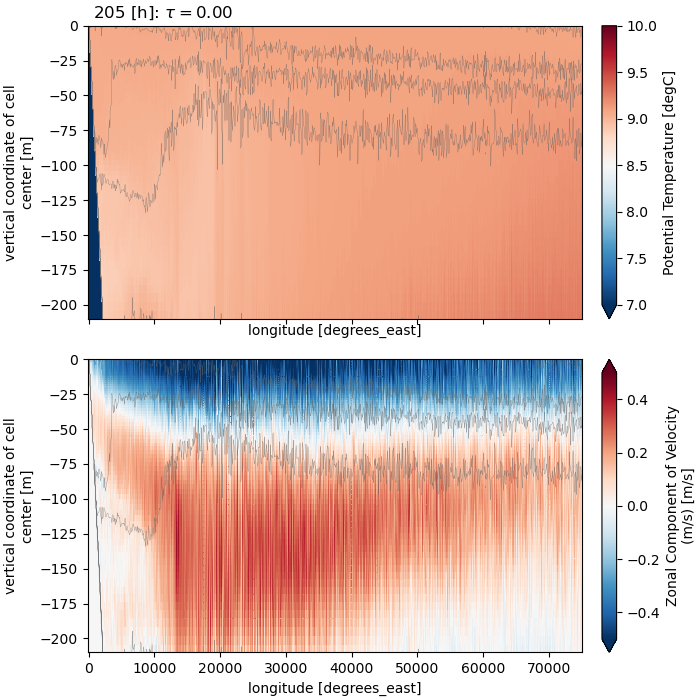 205 [h]: τ = 0.00
0
−25
−50
−75
−100
−125
−150
−175
−200
vertical coordinate of cell
center [m]
longitude [degrees_east]
10.0
9.5
9.0
8.5
8.0
7.5
7.0
Potential Temperature [degC]
0
−25
−50
−75
−100
−125
−150
−175
−200
vertical coordinate of cell
center [m]
0 10000 20000 30000 40000 50000 60000 70000
longitude [degrees_east]
0.4
0.2
0.0
−0.2
−0.4
Zonal Component of Velocity
(m/s) [m/s]